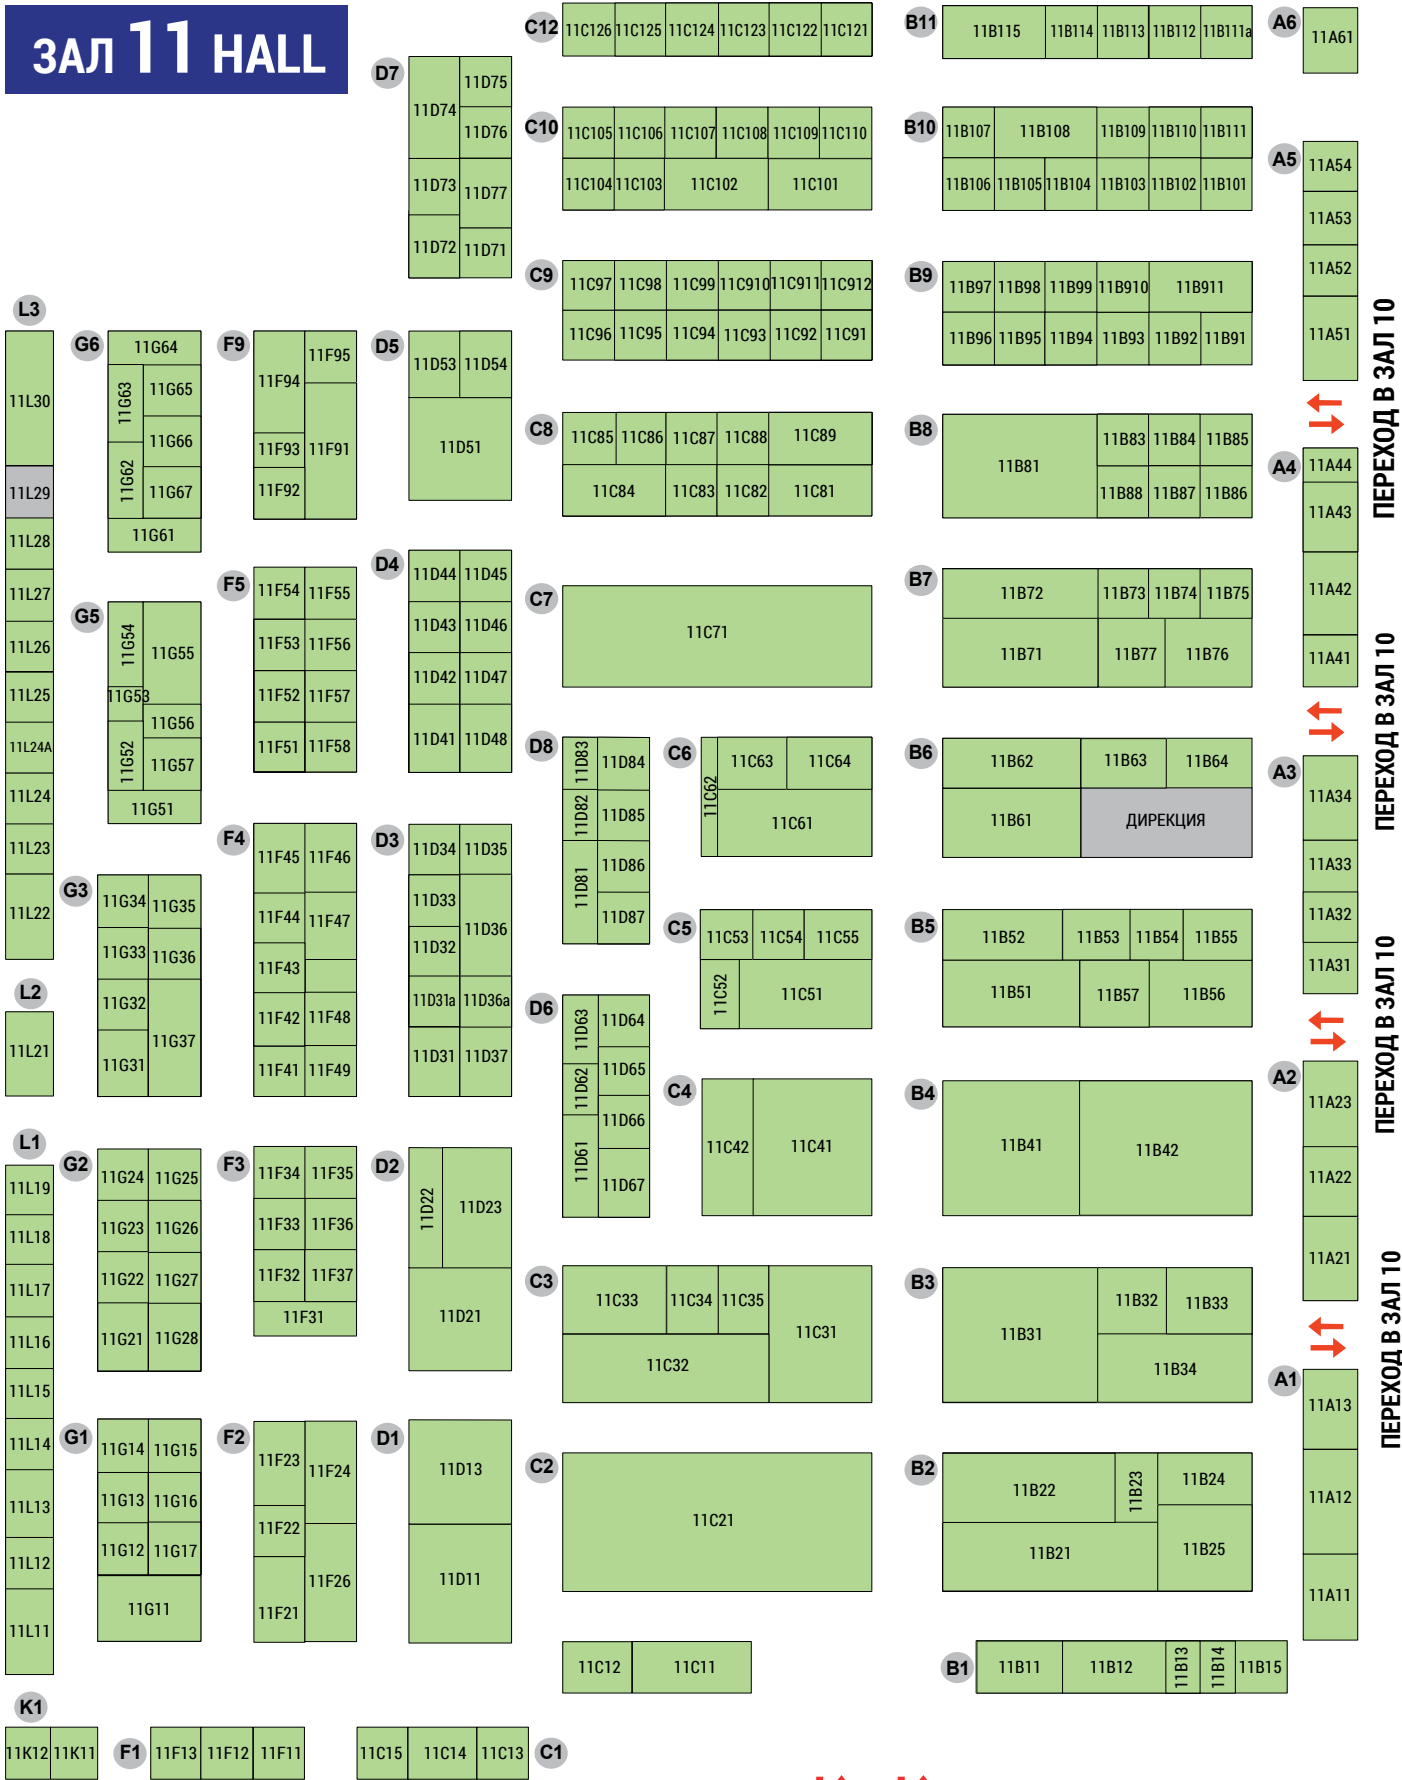 ЗАЛ 11 HALL
C12
11C126 11C125 11C124 11C123 11C122 11C121
B11
11B115 11B114 11B113 11B112 11B111a
A6
11A61
D7
11D74 11D75
11D76
11D73 11D77
11D72 11D71
C10
11C105 11C106 11C107 11C108 11C109 11C110
11C104 11C103 11C102 11C101
B10
11B107 11B108 11B109 11B110 11B111
11B106 11B105 11B104 11B103 11B102 11B101
A5
11A54
11A53
11A52
11A51
C9
11C97 11C98 11C99 11C910 11C911 11C912
11C96 11C95 11C94 11C93 11C92 11C91
B9
11B97 11B98 11B99 11B910 11B911
11B96 11B95 11B94 11B93 11B92 11B91
ПЕРЕХОД В ЗАЛ 10
L3
11L30
11L29
11L28
11L27
11L26
11L25
11L24A
11L24
11L23
11L22
G6
11G64
11G63 11G65
11G66
11G62 11G67
11G61
F9
11F94 11F95
11F93 11F91
11F92
D5
11D53 11D54
11D51
C8
11C85 11C86 11C87 11C88 11C89
11C84 11C83 11C82 11C81
B8
11B81 11B83 11B84 11B85
11B88 11B87 11B86
A4
11A44
11A43
11A42
11A41
G5
11G54 11G55
11G53
11G56
11G52 11G57
11G51
F5
11F54 11F55
11F53 11F56
11F52 11F57
11F51 11F58
D4
11D44 11D45
11D43 11D46
11D42 11D47
11D41 11D48
C7
11C71
B7
11B72 11B73 11B74 11B75
11B71 11B77 11B76
ПЕРЕХОД В ЗАЛ 10
D8
11D83 11D84
11D82 11D85
11D81 11D86
11D87
C6
11C62 11C63 11C64
11C61
B6
11B62 11B63 11B64
11B61 ДИРЕКЦИЯ
A3
11A34
11A33
11A32
11A31
G3
11G34 11G35
11G33 11G36
11G32 11G37
11G31
F4
11F45 11F46
11F44 11F47
11F43
11F42 11F48
11F41 11F49
D3
11D34 11D35
11D33 11D36
11D32
11D31a 11D36a
11D31 11D37
C5
11C53 11C54 11C55
11C52 11C51
B5
11B52 11B53 11B54 11B55
11B51 11B57 11B56
ПЕРЕХОД В ЗАЛ 10
L2
11L21
D6
11D63 11D64
11D62 11D65
11D66
11D61 11D67
C4
11C42 11C41
B4
11B41 11B42
A2
11A23
11A22
11A21
L1
11L19
11L18
11L17
11L16
11L15
11L14
11L13
11L12
11L11
G2
11G24 11G25
11G23 11G26
11G22 11G27
11G21 11G28
F3
11F34 11F35
11F33 11F36
11F32 11F37
11F31
D2
11D22 11D23
11D21
C3
11C33 11C34 11C35 11C31
11C32
B3
11B31 11B32 11B33
11B34
ПЕРЕХОД В ЗАЛ 10
A1
11A13
11A12
11A11
G1
11G14 11G15
11G13 11G16
11G12 11G17
11G11
F2
11F23 11F24
11F22
11F21 11F26
D1
11D13
11D11
C2
11C21
B2
11B22 11B23 11B24
11B21 11B25
11C12 11C11
B1
11B11 11B12 11B13 11B14 11B15
K1
11K12 11K11
F1
11F13 11F12 11F11
11C15 11C14 11C13
C1